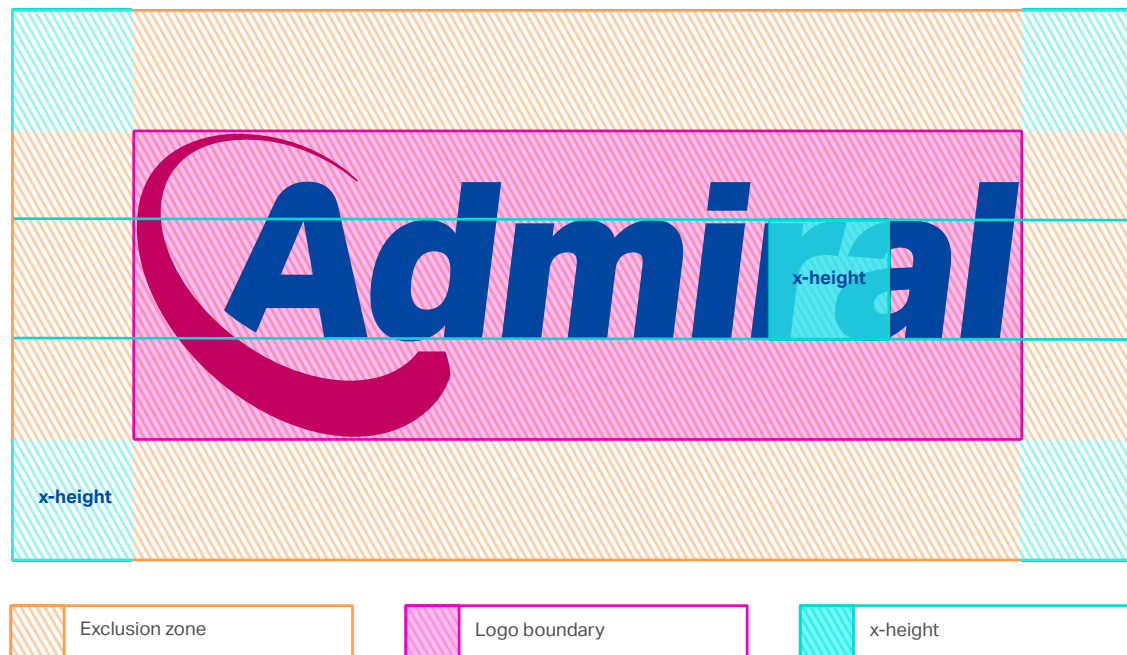 Admiral
x-height
x-height
Exclusion zone
Logo boundary
x-height